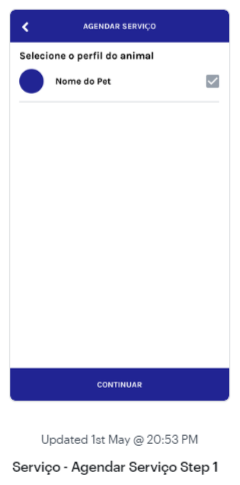 AGENDAR SERVIÇO
Selecione o perfil do animal
Nome do Pet
CONTINUAR
Updated 1st May @ 20:53 PM
Serviço - Agendar Serviço Step 1